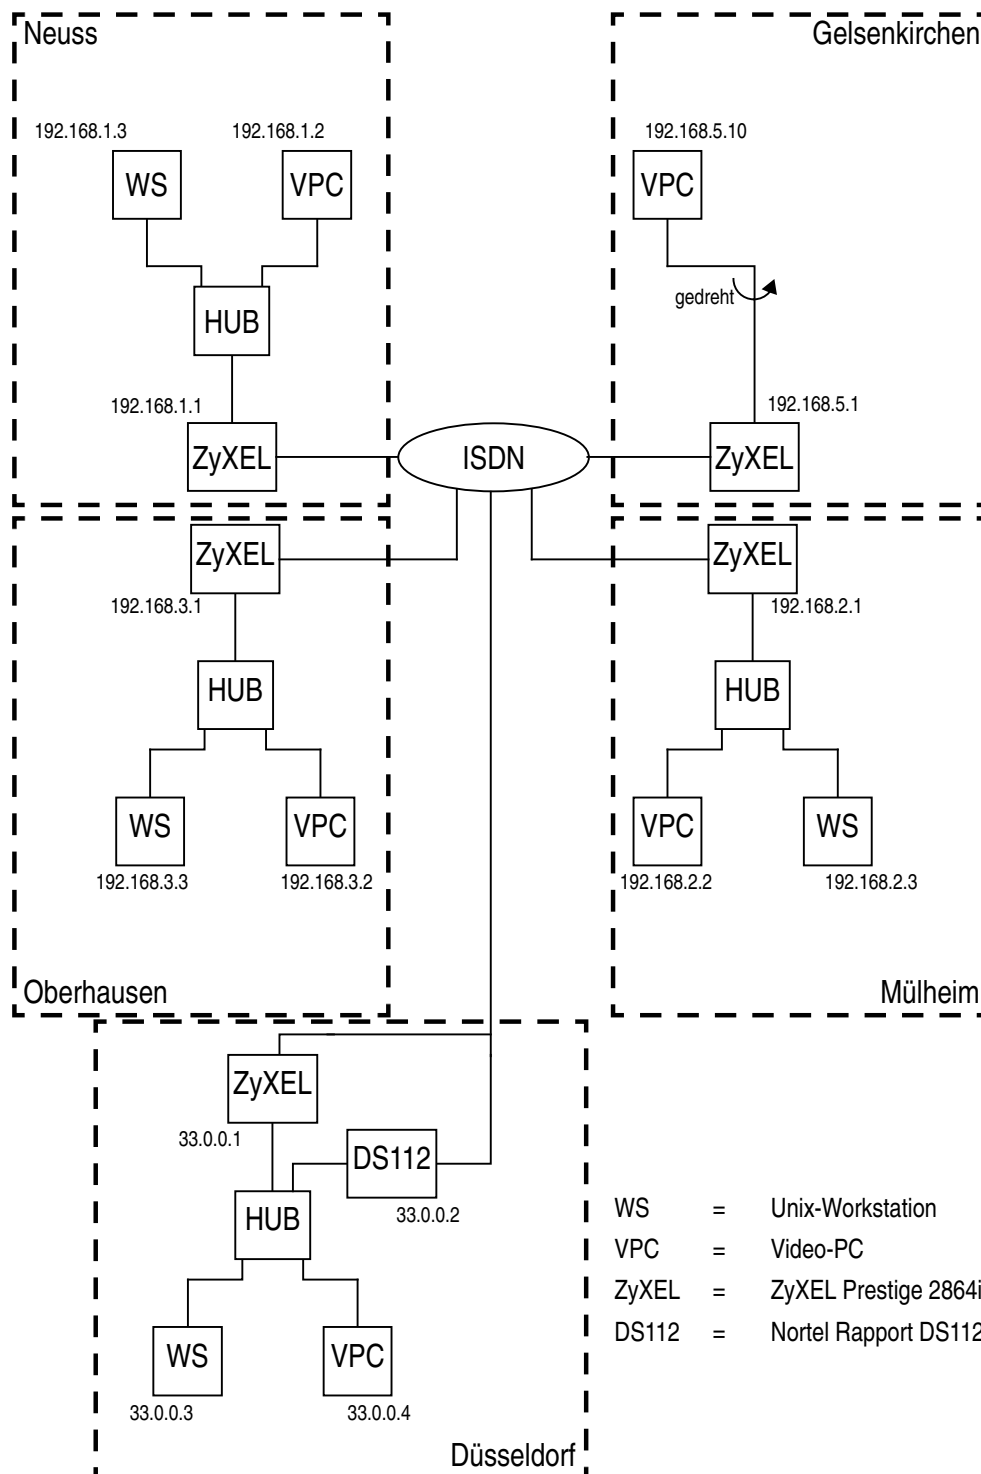 Neuss
192.168.1.3
192.168.1.2
WS
VPC
HUB
192.168.1.1
ZyXEL
Gelsenkirchen
192.168.5.10
VPC
gedreht
192.168.5.1
ZyXEL
ISDN
ZyXEL
192.168.3.1
HUB
WS
VPC
192.168.3.3
192.168.3.2
Oberhausen
ZyXEL
192.168.2.1
HUB
VPC
WS
192.168.2.2
192.168.2.3
Mülheim
ZyXEL
33.0.0.1
DS112
33.0.0.2
HUB
WS
VPC
33.0.0.3
33.0.0.4
Düsseldorf
WS = Unix-Workstation
VPC = Video-PC
ZyXEL = ZyXEL Prestige 2864i
DS112 = Nortel Rapport DS112